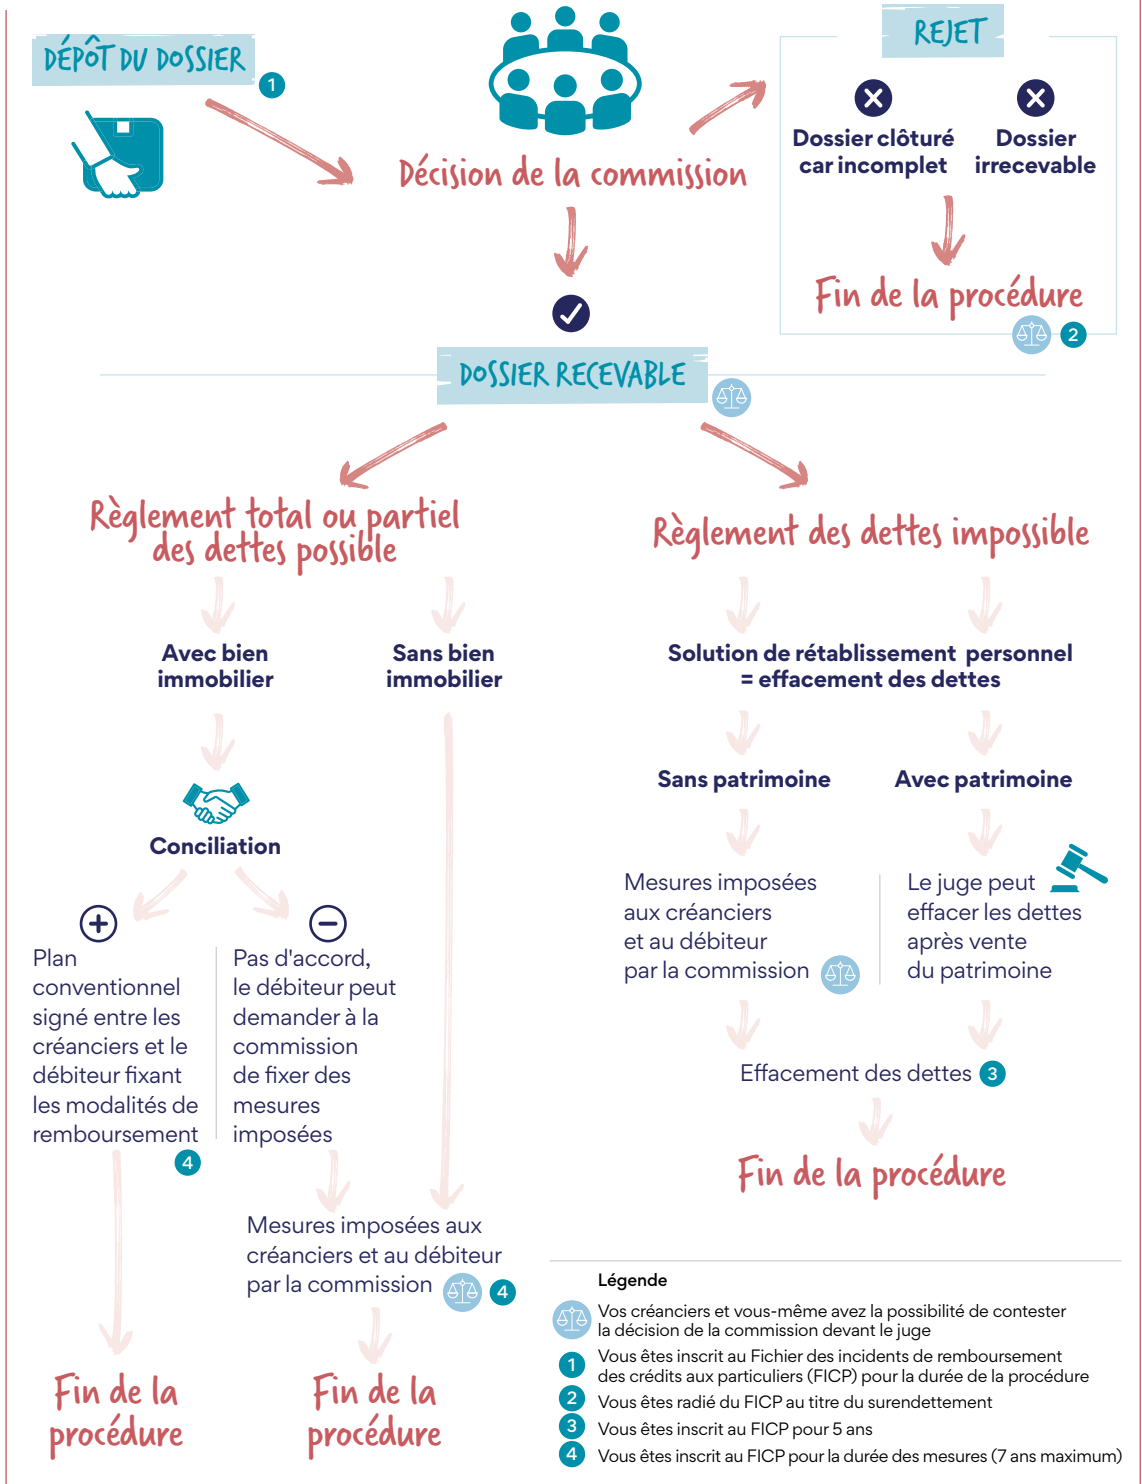 DÉPÔT DU DOSSIER
1
Décision de la commission
REJET
Dossier clôturé
car incomplet
Dossier
irrecevable
Fin de la procédure
2
DOSSIER RECEVABLE
Règlement total ou partiel
des dettes possible
Avec bien
immobilier
Sans bien
immobilier
Conciliation
Plan
conventionnel
signé entre les
créanciers et le
débiteur fixant
les modalités de
remboursement
4
Pas d'accord,
le débiteur peut
demander à la
commission
de fixer des
mesures
imposées
Mesures imposées aux
créanciers et au débiteur
par la commission
4
Fin de la
procédure
Fin de la
procédure
Règlement des dettes impossible
Solution de rétablissement personnel
= effacement des dettes
Sans patrimoine
Avec patrimoine
Mesures imposées
aux créanciers
et au débiteur
par la commission
Le juge peut
effacer les dettes
après vente
du patrimoine
Effacement des dettes 3
Fin de la procédure
Légende
Vos créanciers et vous-même avez la possibilité de contester
la décision de la commission devant le juge
1 Vous êtes inscrit au Fichier des incidents de remboursement
des crédits aux particuliers (FICP) pour la durée de la procédure
2 Vous êtes radié du FICP au titre du surendettement
3 Vous êtes inscrit au FICP pour 5 ans
4 Vous êtes inscrit au FICP pour la durée des mesures (7 ans maximum)